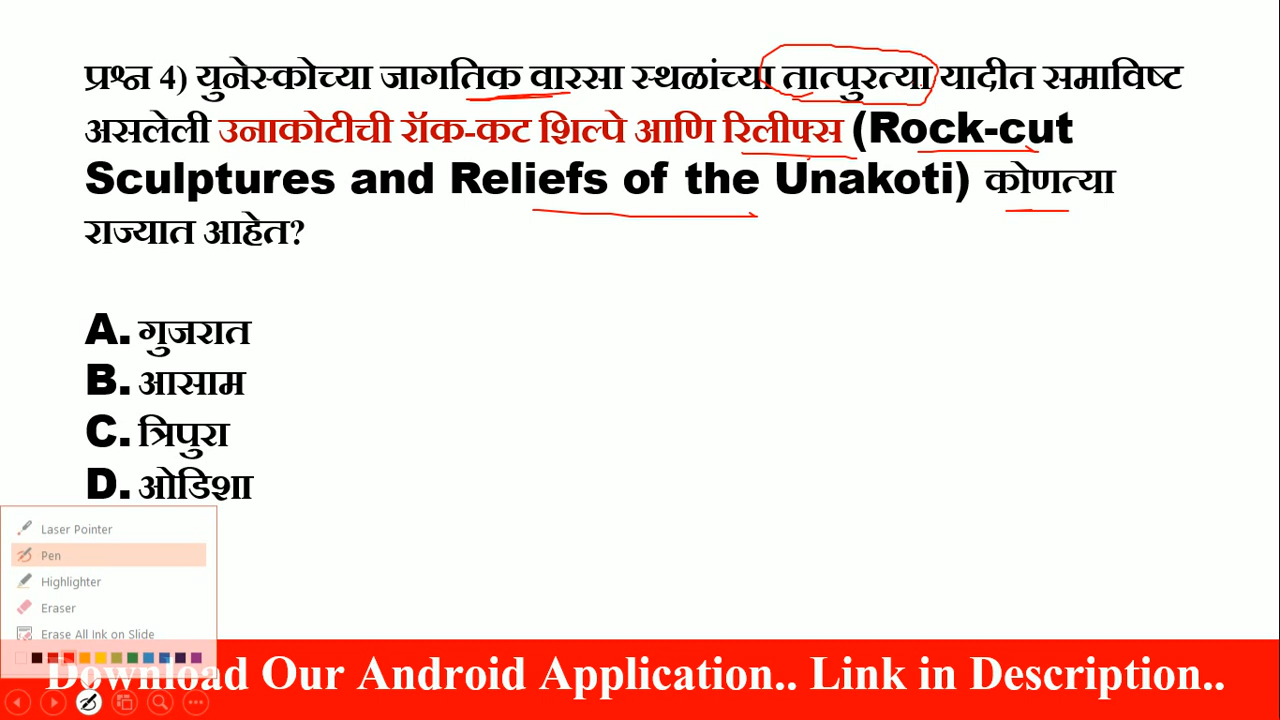 प्रश्न 4) युनेस्कोच्या जागतिक वारसा स्थळांच्या तात्पुरत्या यादीत समाविष्ट
असलेली उनाकोटीची रॉक-कट शिल्पे आणि रिलीफ्स (Rock-cut
Sculptures and Reliefs of the Unakoti) कोणत्या
राज्यात आहेत?
A. गुजरात
B. आसाम
C. त्रिपुरा
D. ओडिशा
Laser Pointer
Pen
Highlighter
Eraser
Erase All Ink on Slide
Download Our Android Application.. Link in Description..